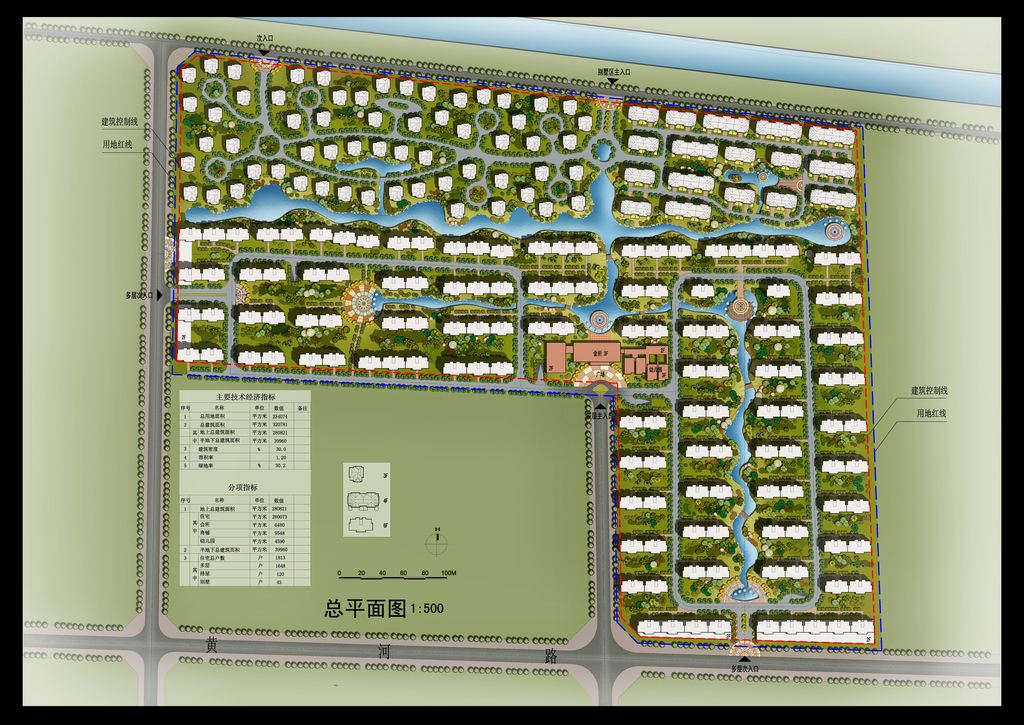 次入口
别墅区主入口
建筑控制线
用地红线
多层次入口
2F
会所 3F
2F
2F
幼儿园
建筑控制线
用地红线
主要技术经济指标
序号 名称 单位 数值 备注
1 总用地面积 平方米 234074
2 总建筑面积 平方米 320781
其中 地上总建筑面积 平方米 280821
半地下总建筑面积 平方米 39960
3 建筑密度 % 30.0
4 容积率 1.20
5 绿地率 % 30.2
分项指标
序号 名称 单位 数值
1 地上总建筑面积 平方米 280821
其中 住宅 平方米 260073
会所 平方米 6480
商铺 平方米 9548
幼儿园 平方米 4590
2 半地下总建筑面积 平方米 39960
3 住宅总户数 户 1813
其中 多层 户 1648
排屋 户 120
别墅 户 45
3F
4F
6F
N
0 20 40 60 80 100M
总平面图 1:500
2F
2F
多层次入口
黄河路